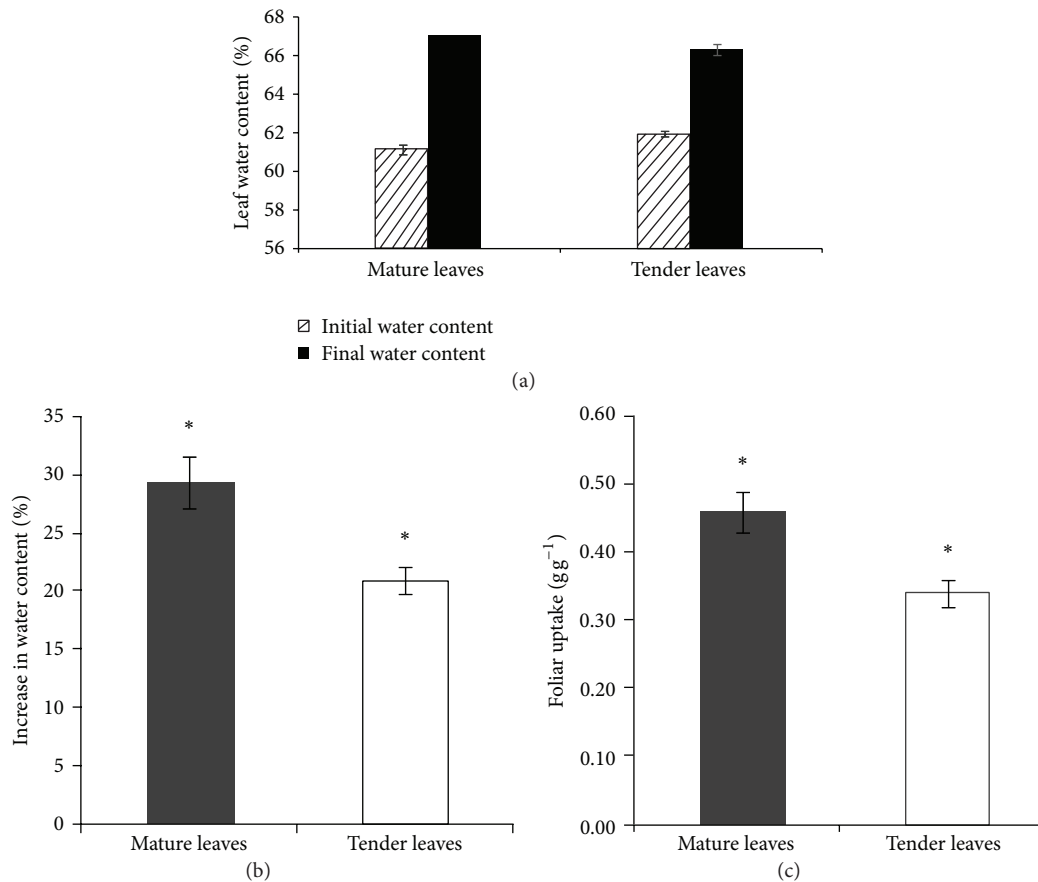 Leaf water content (%)
68
66
64
62
60
58
56
Mature leaves
Tender leaves
Initial water content
Final water content
(a)
Increase in water content (%)
35
30
25
20
15
10
5
0
*
*
Mature leaves
Tender leaves
(b)
Foliar uptake (g g⁻¹)
0.60
0.50
0.40
0.30
0.20
0.10
0.00
*
*
Mature leaves
Tender leaves
(c)